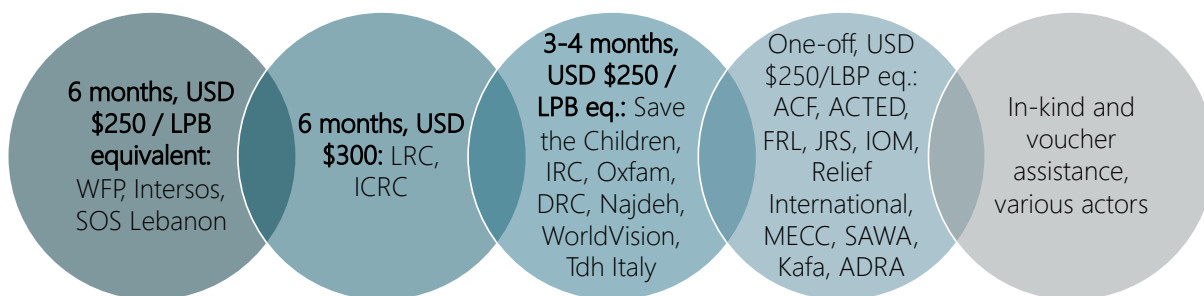 6 months, USD
$250 / LPB
equivalent:
WFP, Intersos,
SOS Lebanon
6 months, USD
$300: LRC,
ICRC
3-4 months,
USD $250 /
LPB eq.: Save
the Children,
IRC, Oxfam,
DRC, Najdeh,
WorldVision,
Tdh Italy
One-off, USD
$250/LBP eq.:
ACF, ACTED,
FRL, JRS, IOM,
Relief
International,
MECC, SAWA,
Kafa, ADRA
In-kind and
voucher
assistance,
various actors